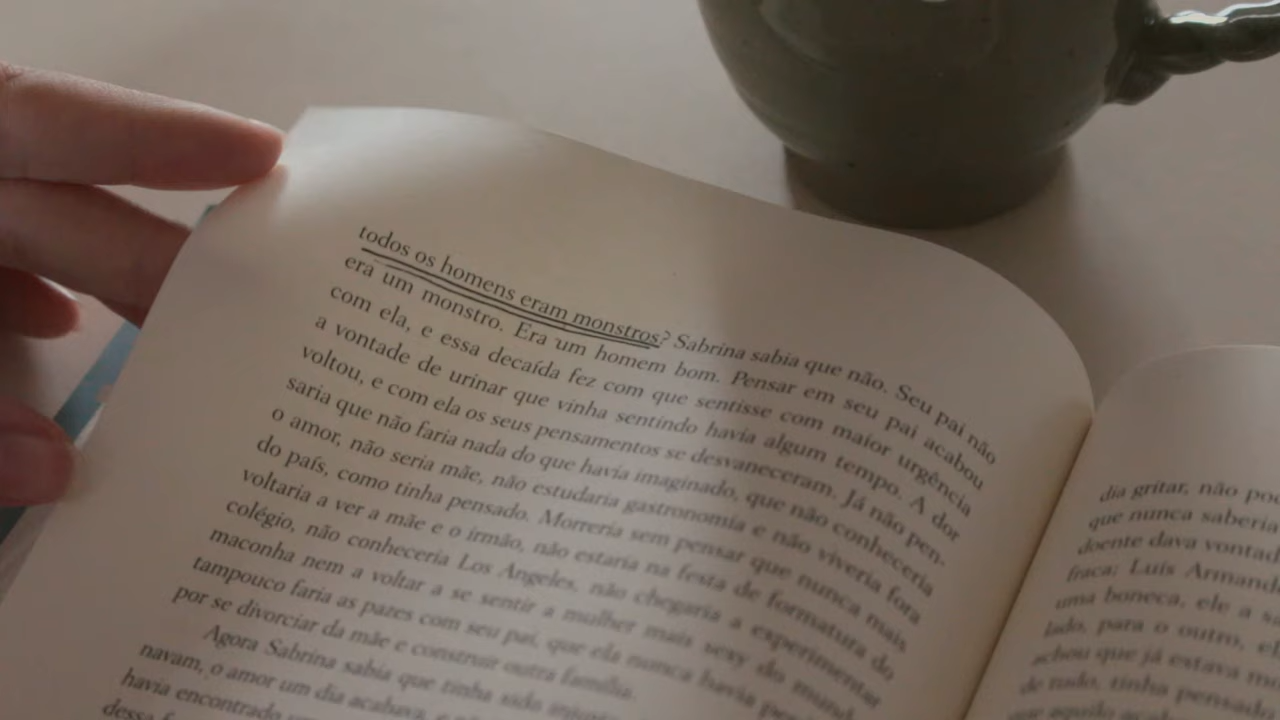 todos os homens eram monstros? Sabrina sabia que não. Seu pai não
era um monstro. Era um homem bom. Pensar em seu pai acabou
com ela, e essa decaída fez com que sentisse com maior urgência
a vontade de urinar que vinha sentindo havia algum tempo. A dor
voltou, e com ela os seus pensamentos se desvaneceram. Já não pen-
saria que não faria nada do que havia imaginado, que não conheceria
o amor, não seria mãe, não estudaria gastronomia e não viveria fora
do país, como tinha pensado. Morreria sem pensar que nunca mais
voltaria a ver a mãe e o irmão, não estaria na festa de formatura do
colégio, não conheceria Los Angeles, não chegaria a experimentar
maconha nem a voltar a se sentir a mulher mais sexy do mundo,
tampouco faria as pazes com seu pai, que ela nunca havia
por se divorciar da mãe e construir outra família.
Agora Sabrina sabia que tinha sido
navam, o amor um dia acabava, e
havia encontrado
dessa
dia gritar, não
que nunca saberia
doente dava
fraca; Luis Armando
uma boneca, ele a
lado, para o outro,
achou que já estava
de tudo, tinha
que aquilo